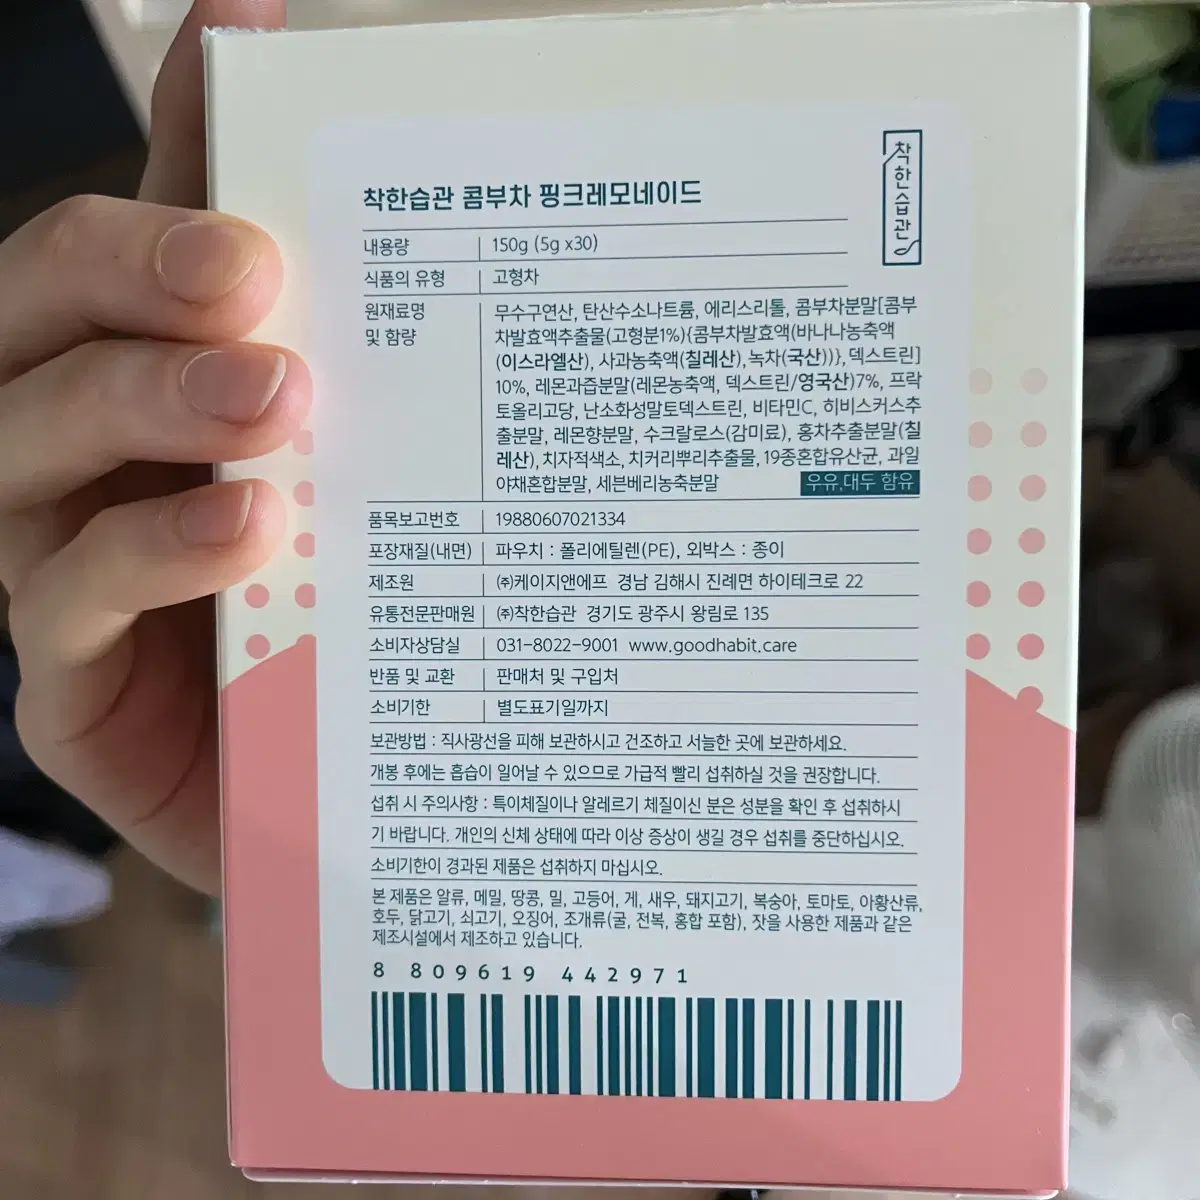 착한습관
착한습관 콤부차 핑크레모네이드
내용량 150g (5g x30)
식품의 유형 고형차
원재료명 및 함량
무수구연산, 탄산수소나트륨, 에리스리톨, 콤부차분말[콤부
차발효액추출물(고형분1%){콤부차발효액(바나나농축액
(이스라엘산), 사과농축액(칠레산),녹차(국산))},덱스트린]
10%, 레몬과즙분말(레몬농축액, 덱스트린/영국산)7%, 프락
토올리고당, 난소화성말토덱스트린, 비타민C, 히비스커스추
출분말, 레몬향분말, 수크랄로스(감미료), 홍차추출분말(칠
레산), 치자적색소, 치커리뿌리추출물, 19종혼합유산균, 과일
야채혼합분말, 세븐베리농축분말 우유,대두 함유
품목보고번호 19880607021334
포장재질(내면) 파우치 : 폴리에틸렌(PE), 외박스 : 종이
제조원 ㈜케이지앤에프 경남 김해시 진례면 하이테크로 22
유통전문판매원 ㈜착한습관 경기도 광주시 왕림로 135
소비자상담실 031-8022-9001 www.goodhabit.care
반품 및 교환 판매처 및 구입처
소비기한 별도표기일까지
보관방법 : 직사광선을 피해 보관하시고 건조하고 서늘한 곳에 보관하세요.
개봉 후에는 흡습이 일어날 수 있으므로 가급적 빨리 섭취하실 것을 권장합니다.
섭취 시 주의사항 : 특이체질이나 알레르기 체질이신 분은 성분을 확인 후 섭취하시
기 바랍니다. 개인의 신체 상태에 따라 이상 증상이 생길 경우 섭취를 중단하십시오.
소비기한이 경과된 제품은 섭취하지 마십시오.
본 제품은 알류, 메밀, 땅콩, 밀, 고등어, 게, 새우, 돼지고기, 복숭아, 토마토, 아황산류,
호두, 닭고기, 쇠고기, 오징어, 조개류(굴, 전복, 홍합 포함), 잣을 사용한 제품과 같은
제조시설에서 제조하고 있습니다.
8 809619 442971